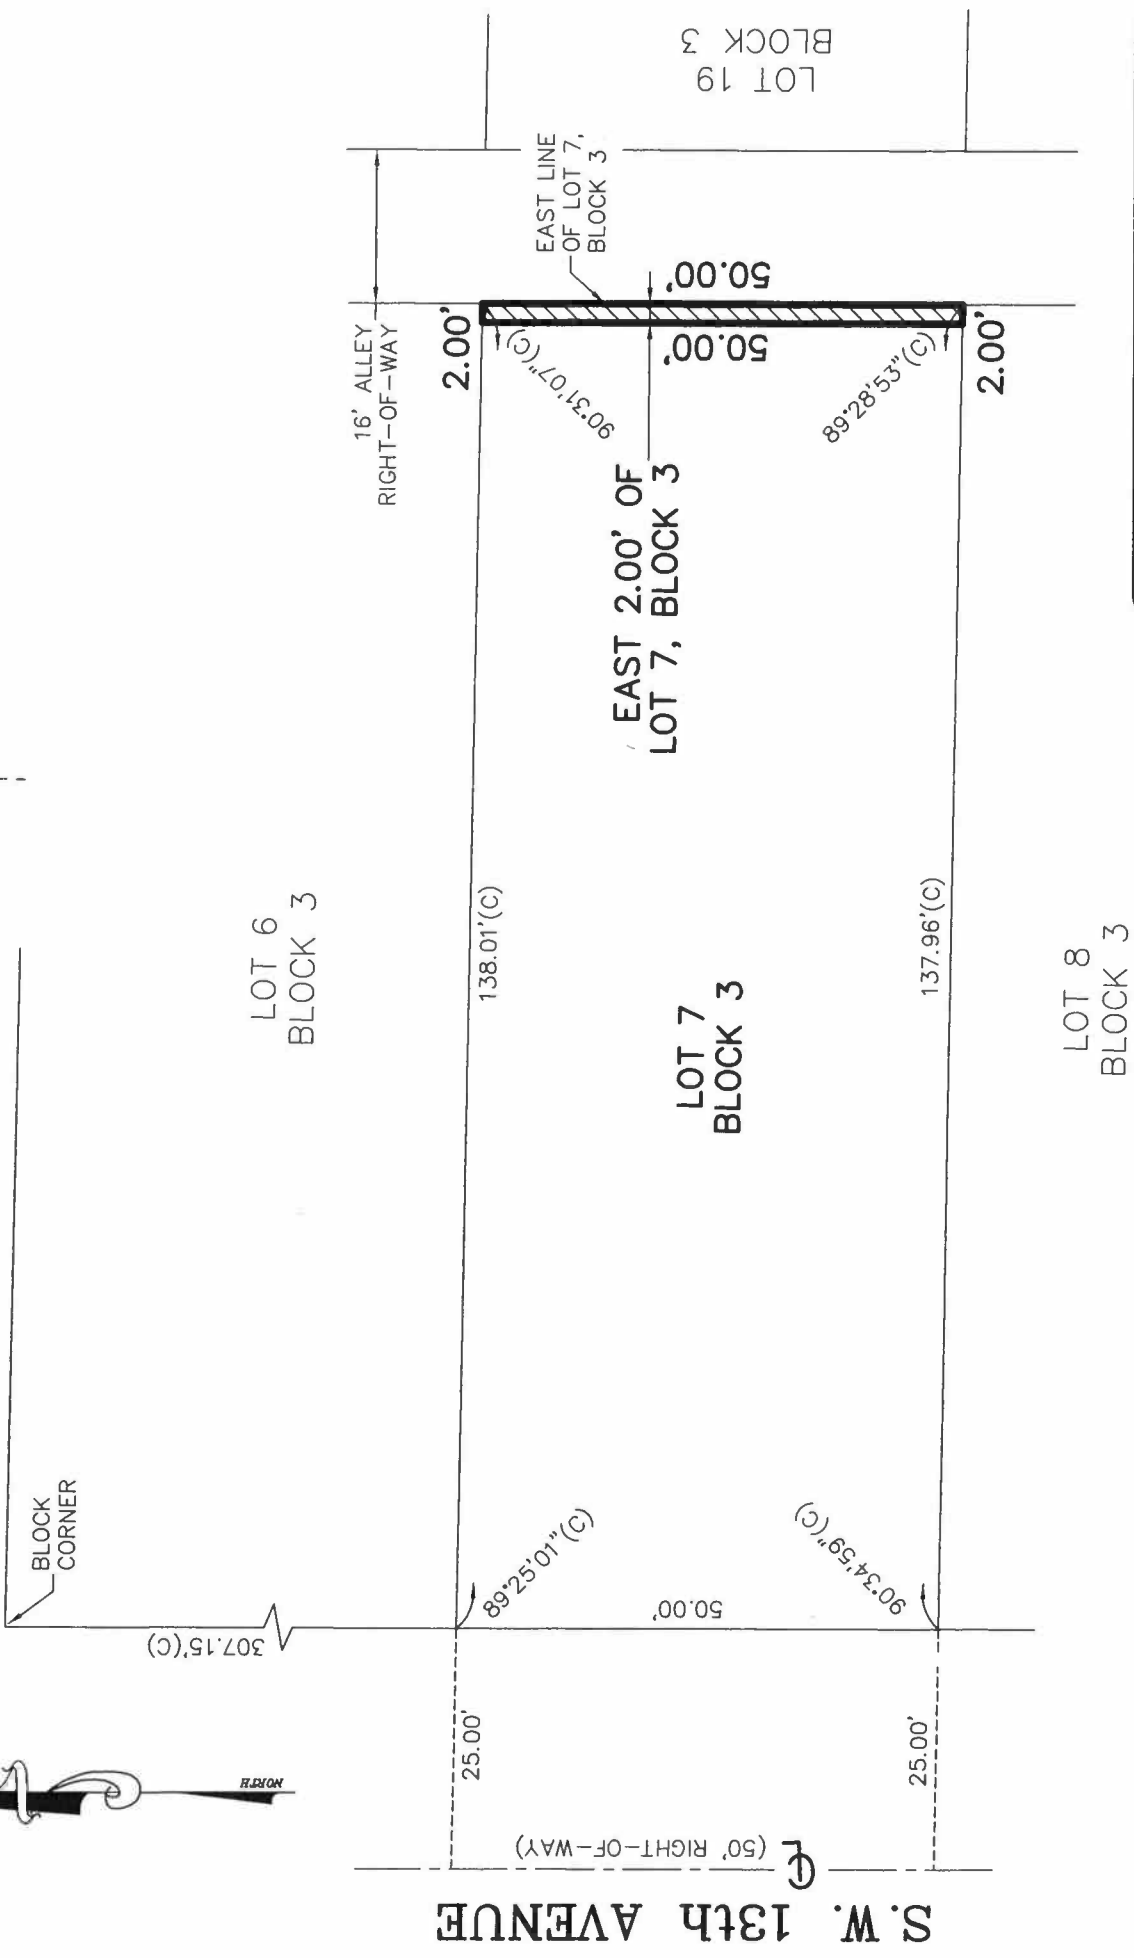 LOT 19
BLOCK 3
EAST LINE
OF LOT 7,
BLOCK 3
16' ALLEY
RIGHT-OF-WAY
2.00'
50.00'
50.00'
90°31'07"(C)
89°28'53"(C)
2.00'
EAST 2.00' OF
LOT 7, BLOCK 3
LOT 6
BLOCK 3
138.01'(C)
137.96'(C)
LOT 7
BLOCK 3
LOT 8
BLOCK 3
BLOCK
CORNER
307.15'(C)
89°25'01"(C)
90°34'59"(C)
50.00'
25.00'
25.00'
NORTH
(50' RIGHT-OF-WAY)
S.W. 13th AVENUE